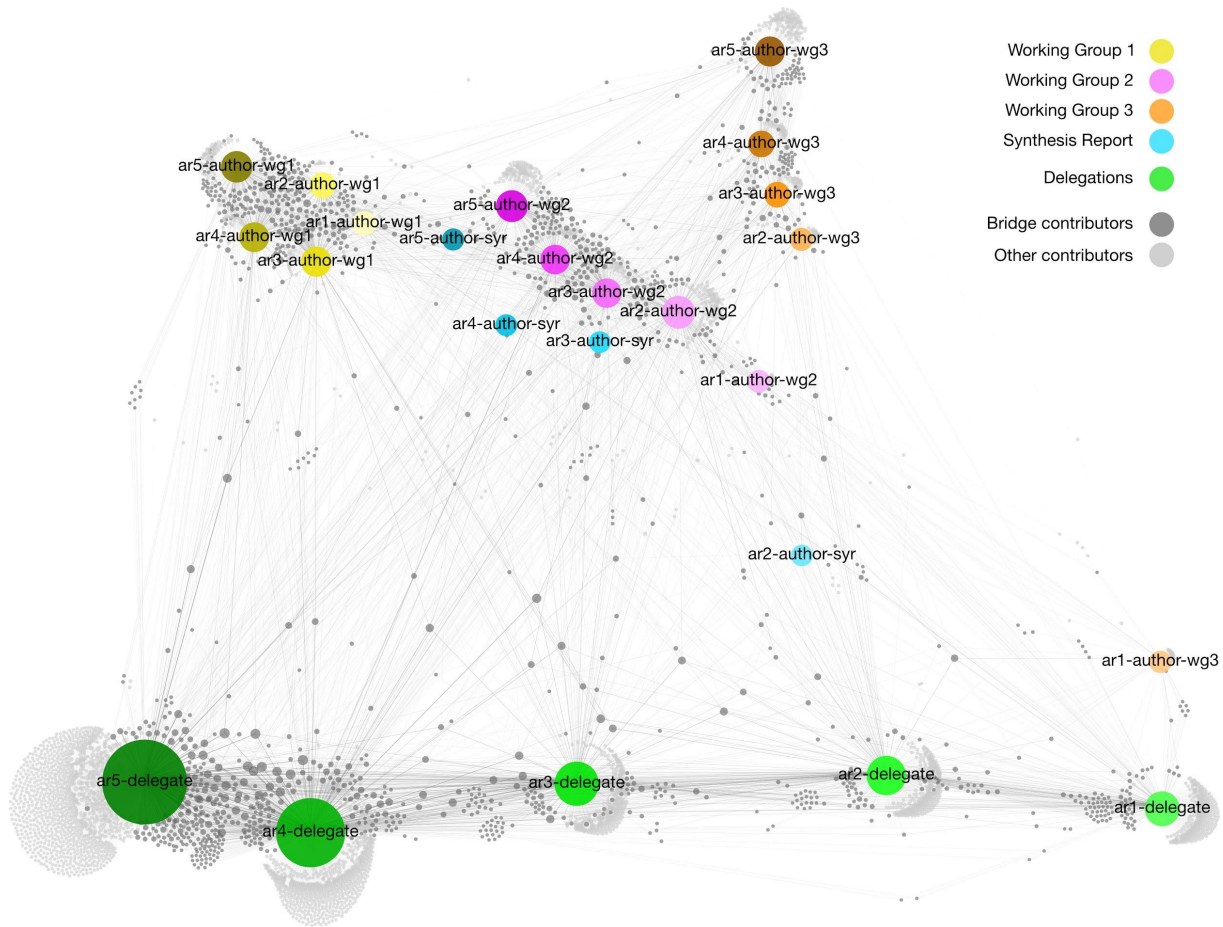 ar5-author-wg3
Working Group 1
Working Group 2
Working Group 3
Synthesis Report
Delegations
Bridge contributors
Other contributors
ar4-author-wg3
ar5-author-wg1
ar2-author-wg1
ar3-author-wg3
ar5-author-wg2
ar1-author-wg1
ar4-author-wg1
ar5-author-syr
ar2-author-wg3
ar3-author-wg1
ar4-author-wg2
ar3-author-wg2
ar2-author-wg2
ar4-author-syr
ar3-author-syr
ar1-author-wg2
ar2-author-syr
ar1-author-wg3
ar5-delegate
ar3-delegate
ar2-delegate
ar1-delegate
ar4-delegate